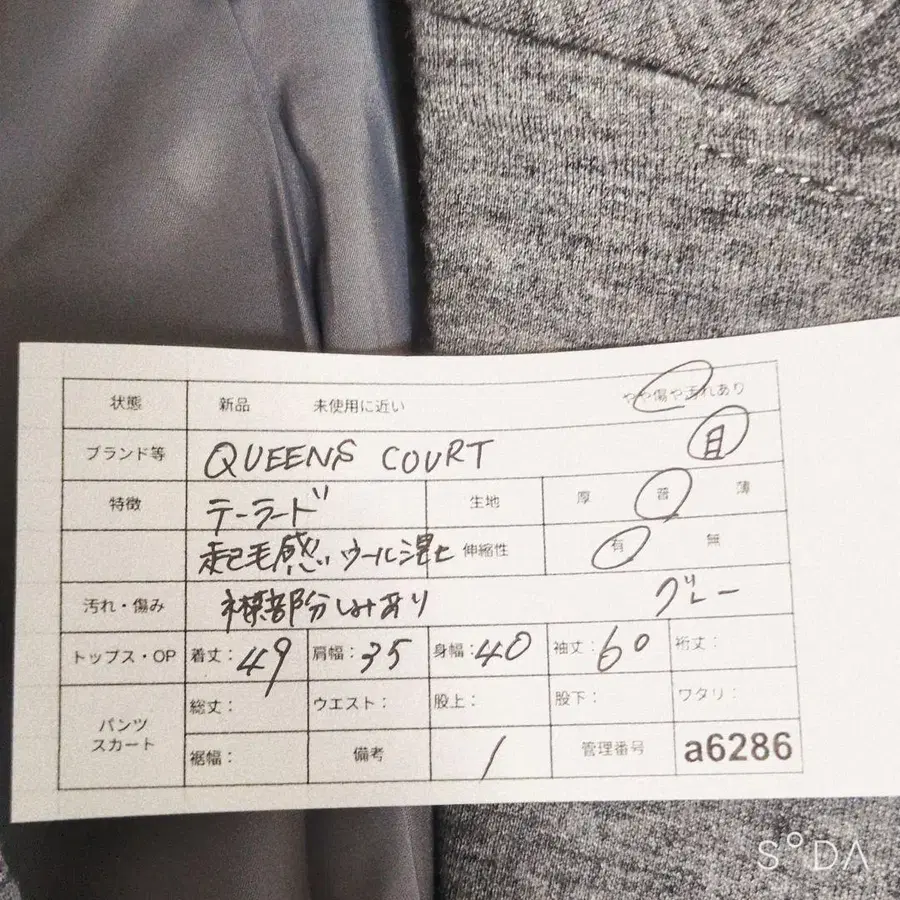 状態 新品 未使用に近い やや傷や汚れあり
ブランド等 QUEENS COURT 目
特徴 テーラード 生地 厚 普 薄
起毛感 ウール混 伸縮性 有 無
汚れ・傷み 襟部分しみあり グレー
トップス・OP 着丈：49 肩幅：35 身幅：40 袖丈：60 裄丈：
パンツ スカート 総丈： ウエスト： 股上： 股下： ワタリ：
裾幅： 備考 / 管理番号 a6286
SODA